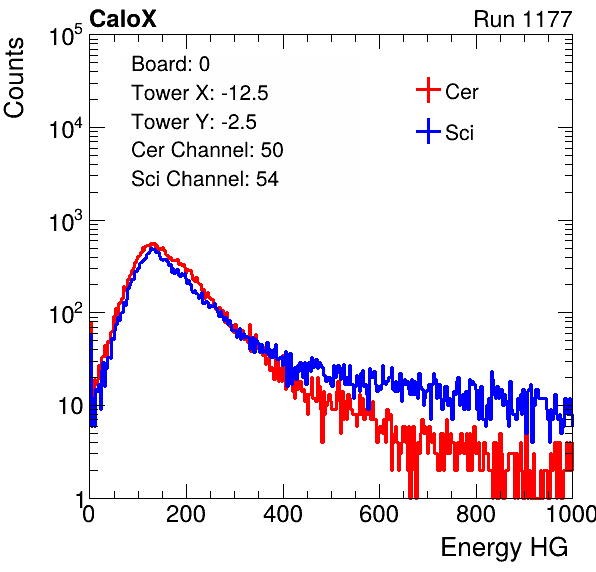 CaloX Run 1177
Counts
10^5
10^4
10^3
10^2
10
1
Board: 0
Tower X: -12.5
Tower Y: -2.5
Cer Channel: 50
Sci Channel: 54
Cer
Sci
0 200 400 600 800 1000
Energy HG